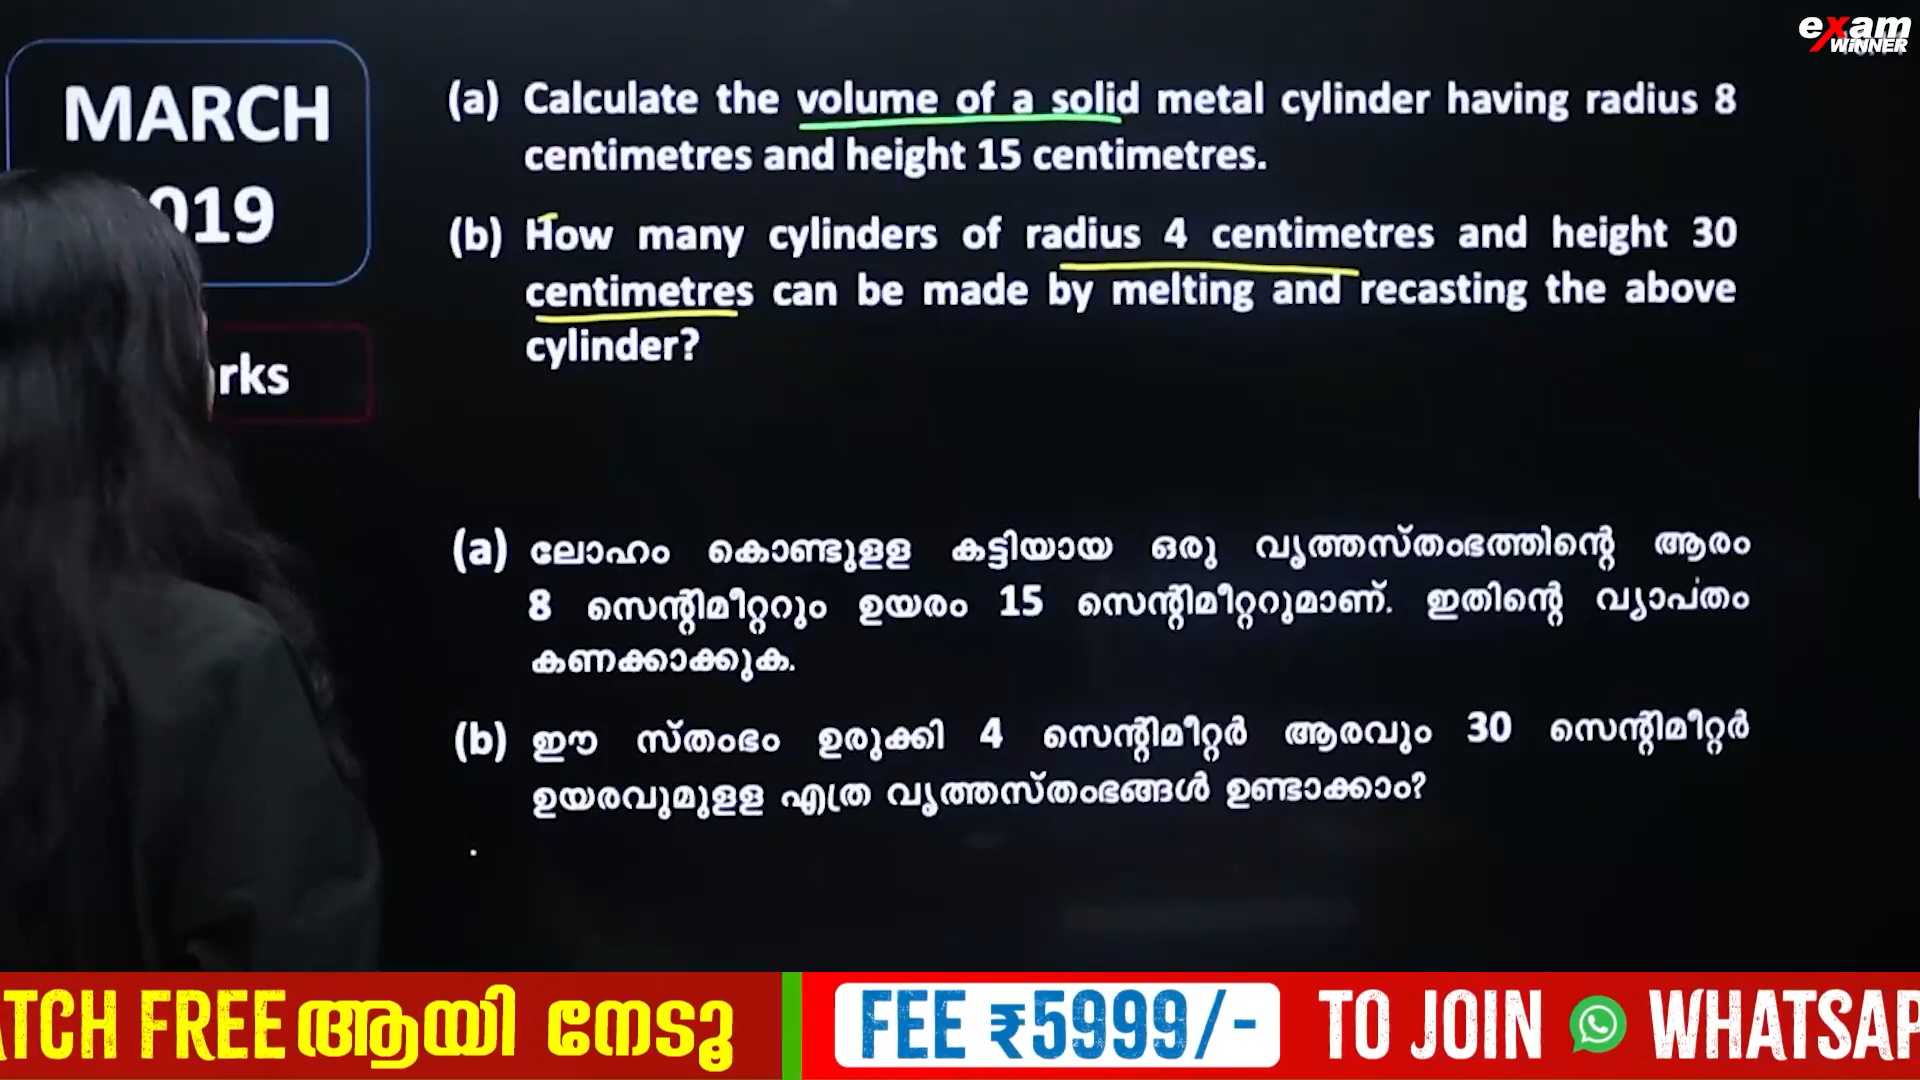 exam
WINNER
MARCH
(a) Calculate the volume of a solid metal cylinder having radius 8
centimetres and height 15 centimetres.
019
(b) How many cylinders of radius 4 centimetres and height 30
centimetres can be made by melting and recasting the above
cylinder?
rks
(a) ലോഹം കൊണ്ടുളള കട്ടിയായ ഒരു വൃത്തസ്തംഭത്തിന്റെ ആരം
8 സെന്റിമീറ്ററും ഉയരം 15 സെന്റിമീറ്ററുമാണ്. ഇതിന്റെ വ്യാപ്തം
കണക്കാക്കുക.
(b) ഈ സ്തംഭം ഉരുക്കി 4 സെന്റിമീറ്റർ ആരവും 30 സെന്റിമീറ്റർ
ഉയരവുമുളള എത്ര വൃത്തസ്തംഭങ്ങൾ ഉണ്ടാക്കാം?
ATCH FREE ആയി നേടൂ FEE ₹5999/- TO JOIN WHATSAP